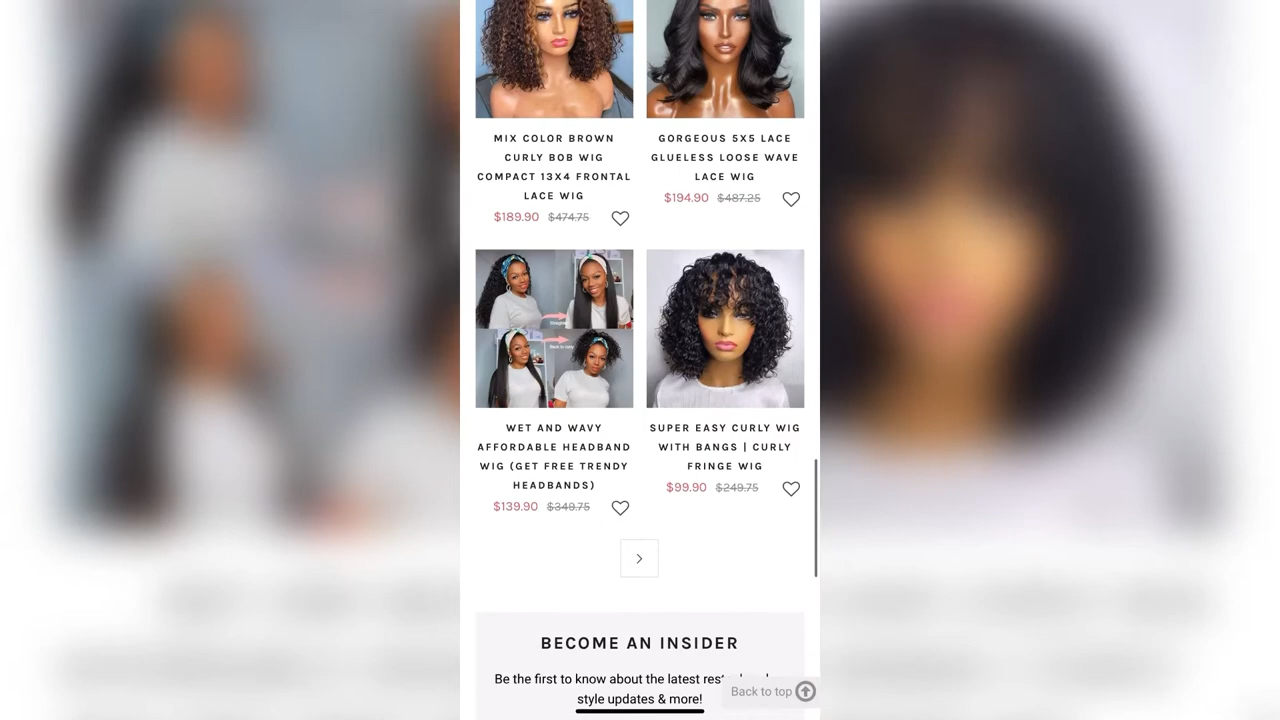 MIX COLOR BROWN
CURLY BOB WIG
COMPACT 13X4 FRONTAL
LACE WIG
$189.90 $474.75
GORGEOUS 5X5 LACE
GLUELESS LOOSE WAVE
LACE WIG
$194.90 $487.25
Back to curly
WET AND WAVY
AFFORDABLE HEADBAND
WIG (GET FREE TRENDY
HEADBANDS)
$139.90 $349.75
SUPER EASY CURLY WIG
WITH BANGS | CURLY
FRINGE WIG
$99.90 $249.75
BECOME AN INSIDER
Be the first to know about the latest
style updates & more!
Back to top